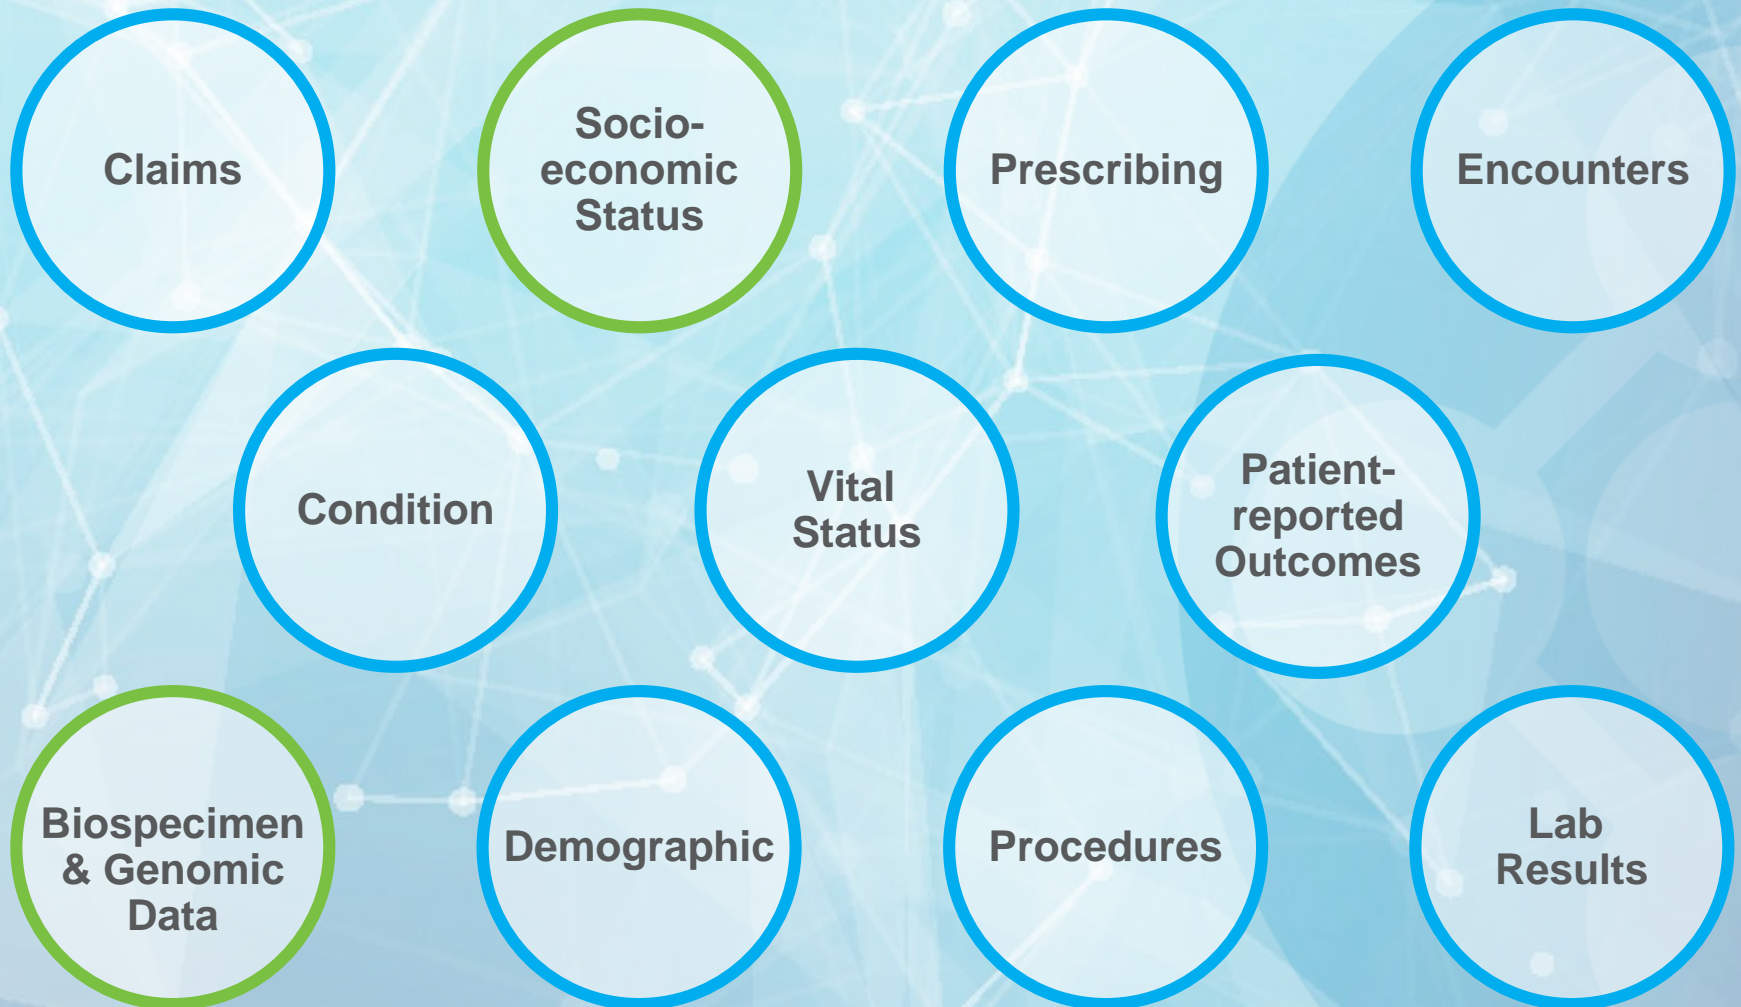 Claims
Socio-
economic
Status
Prescribing
Encounters
Condition
Vital
Status
Patient-
reported
Outcomes
Biospecimen
& Genomic
Data
Demographic
Procedures
Lab
Results